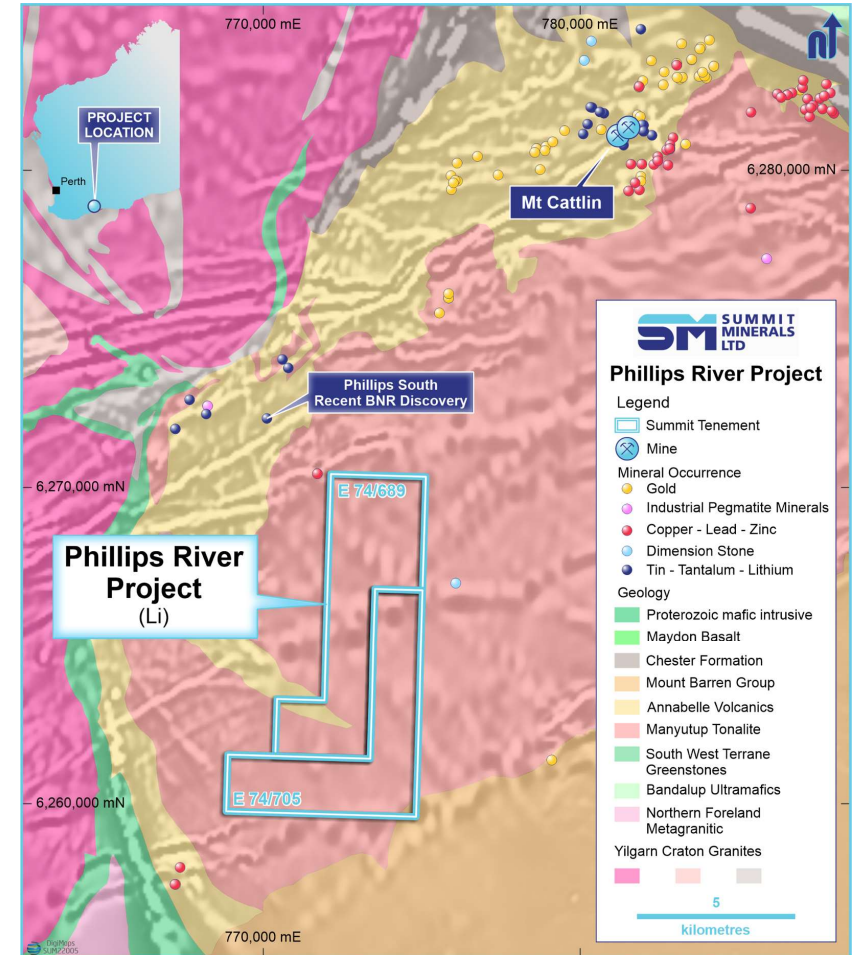 770,000 mE
780,000 mE
PROJECT
LOCATION
Perth
6,280,000 mN
Mt Cattlin
Phillips South
Recent BNR Discovery
6,270,000 mN
E 74/689
Phillips River
Project
(Li)
E 74/705
6,260,000 mN
770,000 mE
DigiMaps
SUM22005
SM SUMMIT
MINERALS
LTD
Phillips River Project
Legend
Summit Tenement
Mine
Mineral Occurrence
Gold
Industrial Pegmatite Minerals
Copper - Lead - Zinc
Dimension Stone
Tin - Tantalum - Lithium
Geology
Proterozoic mafic intrusive
Maydon Basalt
Chester Formation
Mount Barren Group
Annabelle Volcanics
Manyutup Tonalite
South West Terrane
Greenstones
Bandalup Ultramafics
Northern Foreland
Metagranitic
Yilgarn Craton Granites
5
kilometres